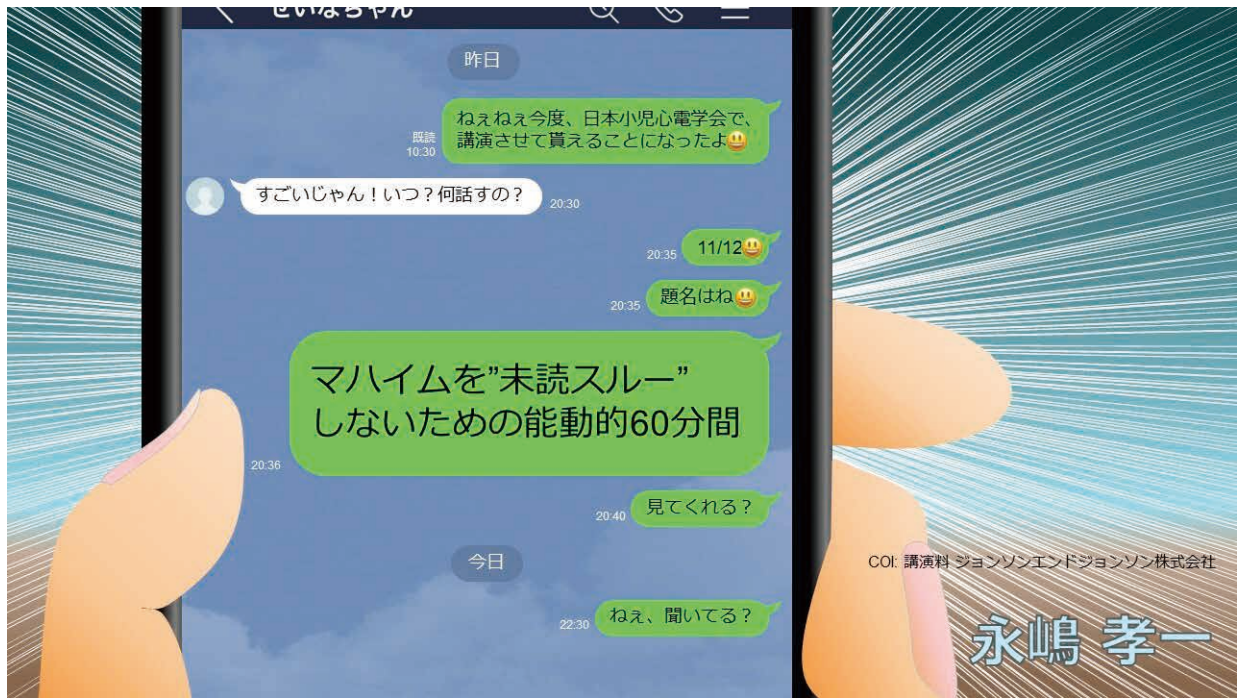 せいなちゃん
昨日
ねぇねぇ今度、日本小児心電学会で、
講演させて貰えることになったよ😃
既読
10:30
すごいじゃん！いつ？何話すの？
20:30
11/12😃
20:35
題名はね😃
20:35
マハイムを”未読スルー”
しないための能動的60分間
20:36
見てくれる？
20:40
今日
ねぇ、聞いてる？
22:30
COI: 講演料 ジョンソンエンドジョンソン株式会社
永嶋 孝一